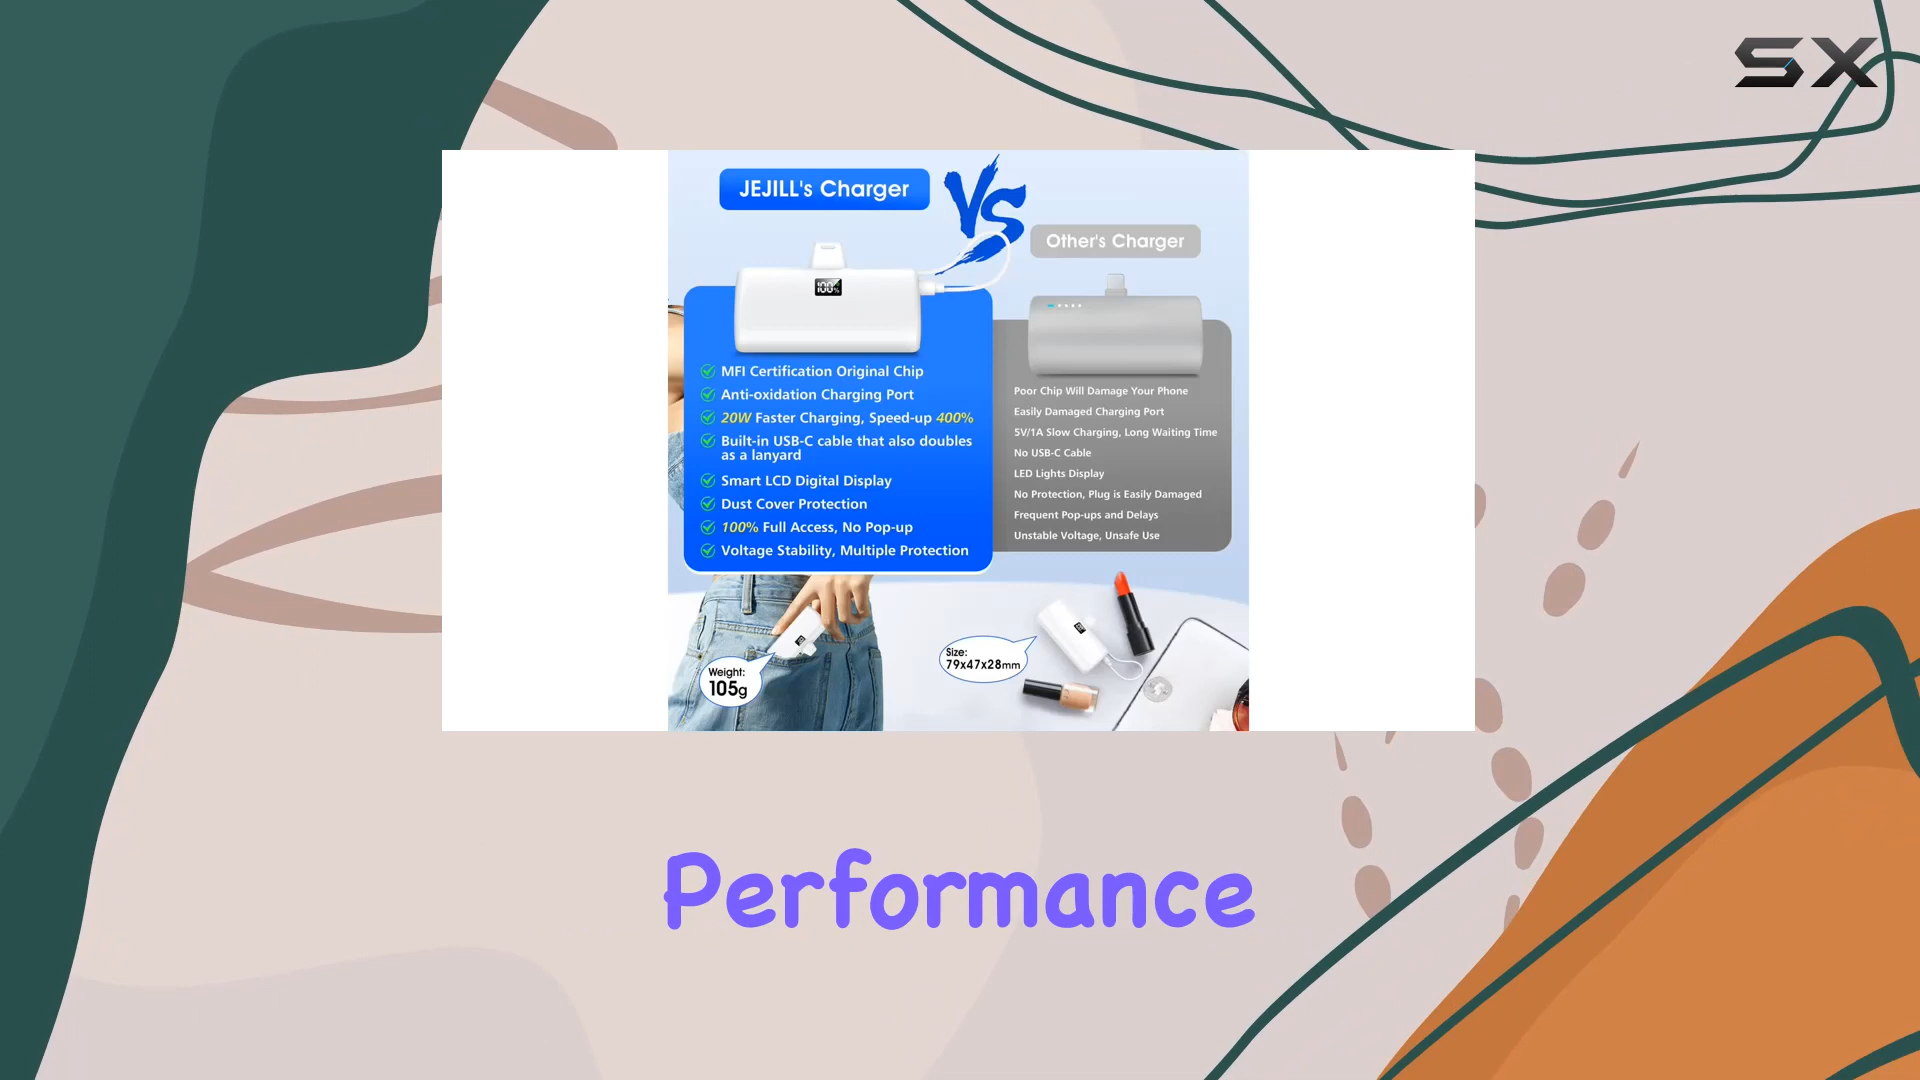 SX
JEJILL's Charger
VS
Other's Charger
100%
MFI Certification Original Chip
Anti-oxidation Charging Port
20W Faster Charging, Speed-up 400%
Built-in USB-C cable that also doubles
as a lanyard
Smart LCD Digital Display
Dust Cover Protection
100% Full Access, No Pop-up
Voltage Stability, Multiple Protection
Poor Chip Will Damage Your Phone
Easily Damaged Charging Port
5V/1A Slow Charging, Long Waiting Time
No USB-C Cable
LED Lights Display
No Protection, Plug is Easily Damaged
Frequent Pop-ups and Delays
Unstable Voltage, Unsafe Use
Weight:
105g
Size:
79x47x28mm
Performance